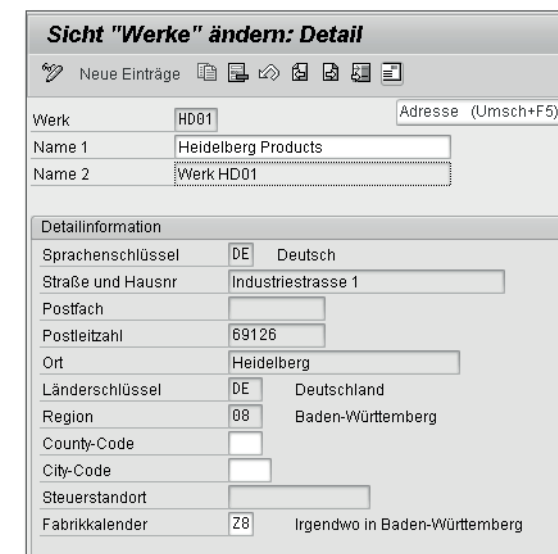 Sicht "Werke" ändern: Detail
Neue Einträge
Adresse (Umsch+F5)
Werk HD01
Name 1 Heidelberg Products
Name 2 Werk HD01
Detailinformation
Sprachenschlüssel DE Deutsch
Straße und Hausnr Industriestrasse 1
Postfach
Postleitzahl 69126
Ort Heidelberg
Länderschlüssel DE Deutschland
Region 08 Baden-Württemberg
County-Code
City-Code
Steuerstandort
Fabrikkalender Z8 Irgendwo in Baden-Württemberg